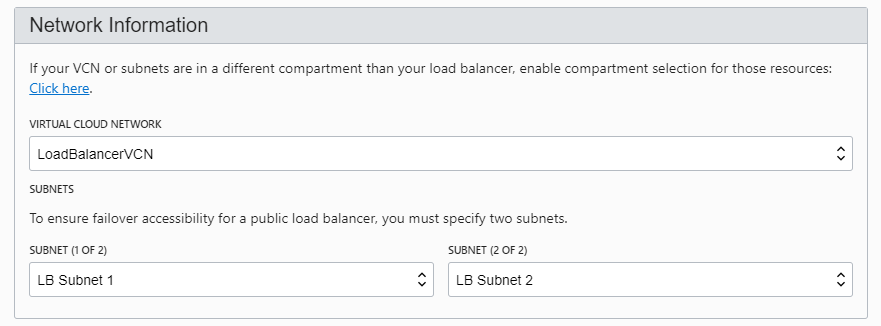 Network Information
If your VCN or subnets are in a different compartment than your load balancer, enable compartment selection for those resources:
Click here.
VIRTUAL CLOUD NETWORK
LoadBalancerVCN
SUBNETS
To ensure failover accessibility for a public load balancer, you must specify two subnets.
SUBNET (1 OF 2)
SUBNET (2 OF 2)
LB Subnet 1
LB Subnet 2